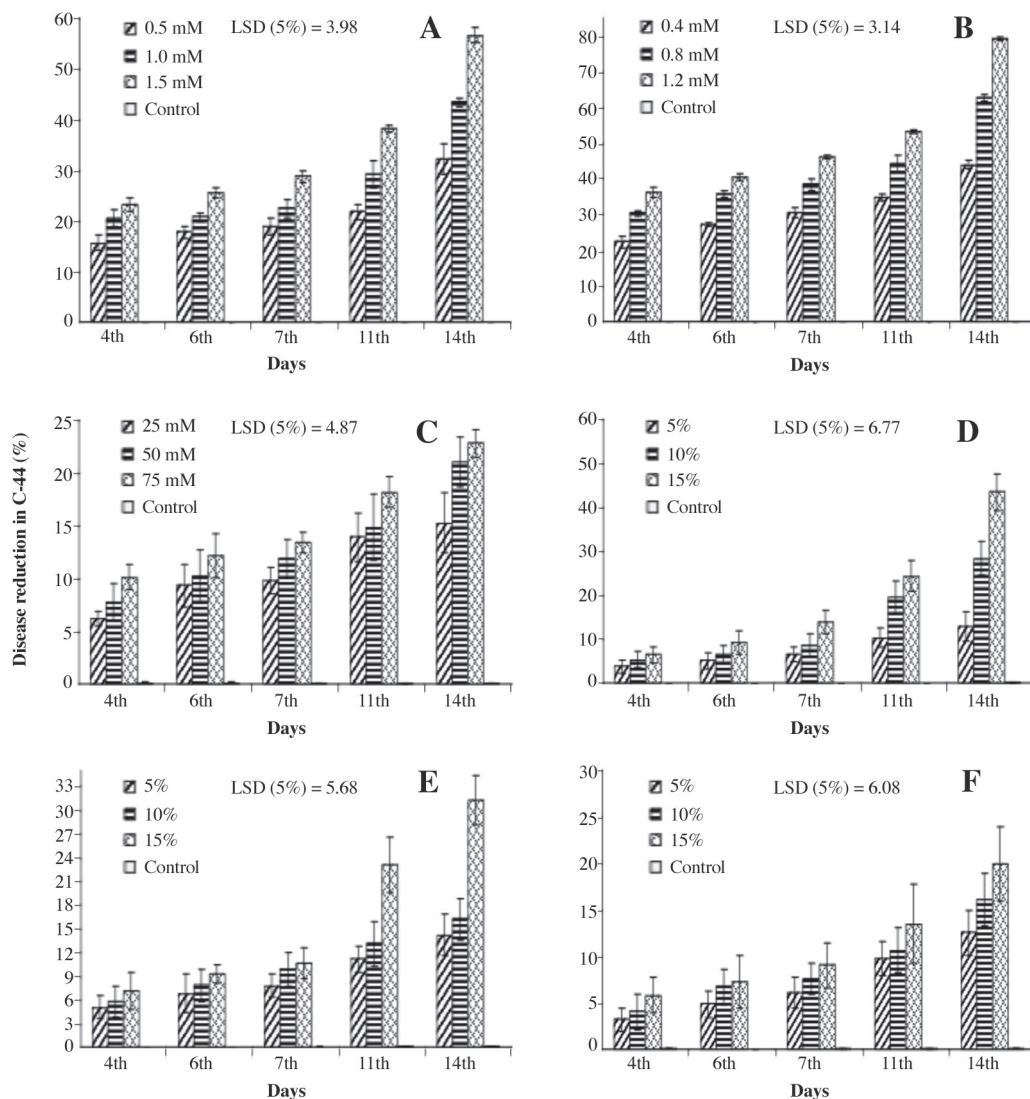 Disease reduction in C-44 (%)
A
LSD (5%) = 3.98
0.5 mM
1.0 mM
1.5 mM
Control
60
50
40
30
20
10
0
4th 6th 7th 11th 14th
Days
B
LSD (5%) = 3.14
0.4 mM
0.8 mM
1.2 mM
Control
80
70
60
50
40
30
20
10
0
4th 6th 7th 11th 14th
Days
C
LSD (5%) = 4.87
25 mM
50 mM
75 mM
Control
25
20
15
10
5
0
4th 6th 7th 11th 14th
Days
D
LSD (5%) = 6.77
5%
10%
15%
Control
60
50
40
30
20
10
0
4th 6th 7th 11th 14th
Days
E
LSD (5%) = 5.68
5%
10%
15%
Control
33
30
27
24
21
18
15
12
9
6
3
0
4th 6th 7th 11th 14th
Days
F
LSD (5%) = 6.08
5%
10%
15%
Control
30
25
20
15
10
5
0
4th 6th 7th 11th 14th
Days